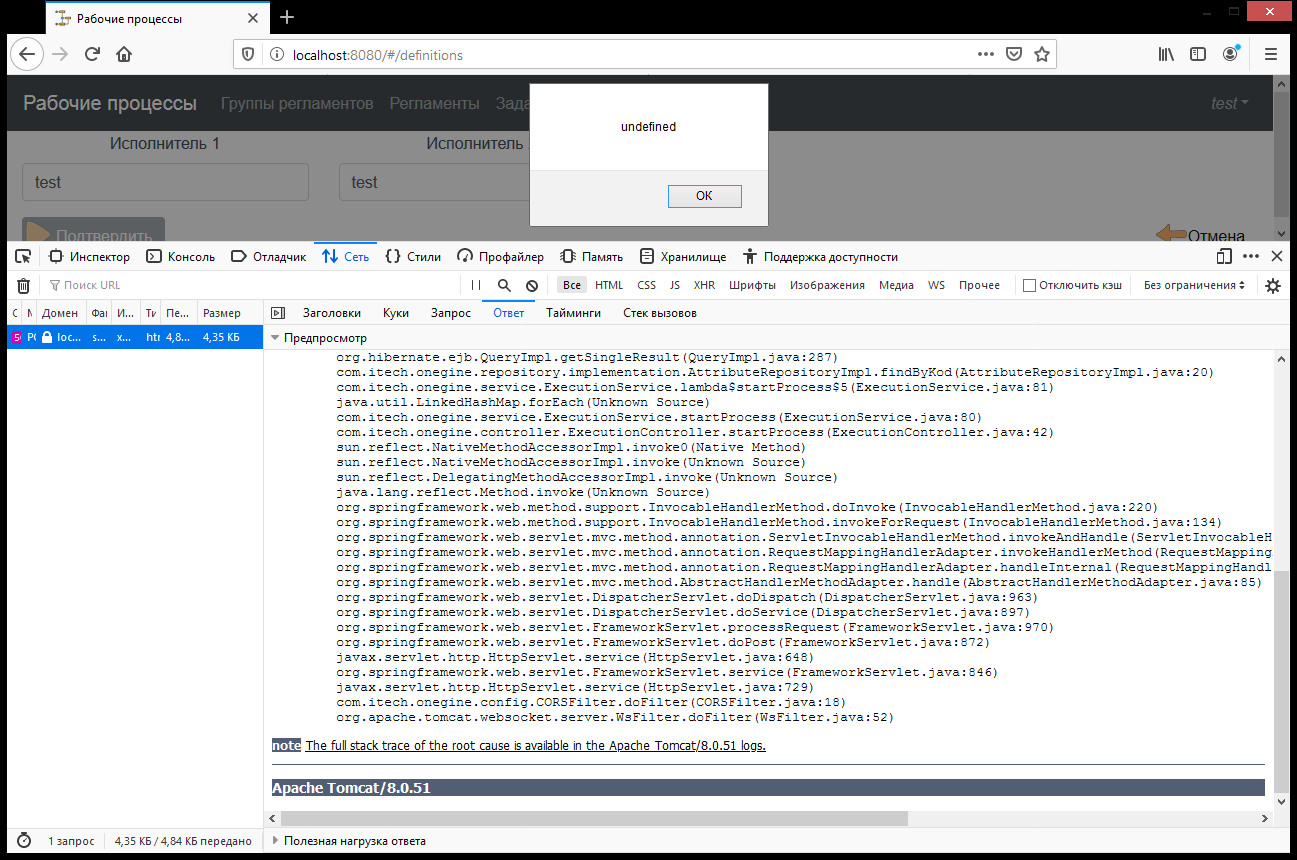 Рабочие процессы
localhost:8080/#/definitions
Рабочие процессы Группы регламентов Регламенты Зада test
undefined
OK
Исполнитель 1 Исполнитель
test test
Подтвердить Отмена
Инспектор Консоль Отладчик Сеть Стили Профайлер Память Хранилище Поддержка доступности
Поиск URL Все HTML CSS JS XHR Шрифты Изображения Медиа WS Прочее Отключить кэш Без ограничения
Домен И... Пе... Размер Заголовки Куки Запрос Ответ Тайминги Стек вызовов
loc... s... x... 4,8... 4,35 КБ
Предпросмотр
org.hibernate.ejb.QueryImpl.getSingleResult(QueryImpl.java:287)
com.itech.onegine.repository.implementation.AttributeRepositoryImpl.findByKod(AttributeRepositoryImpl.java:20)
com.itech.onegine.service.ExecutionService.lambda$startProcess$5(ExecutionService.java:81)
java.util.LinkedHashMap.forEach(Unknown Source)
com.itech.onegine.service.ExecutionService.startProcess(ExecutionService.java:80)
com.itech.onegine.controller.ExecutionController.startProcess(ExecutionController.java:42)
sun.reflect.NativeMethodAccessorImpl.invoke0(Native Method)
sun.reflect.NativeMethodAccessorImpl.invoke(Unknown Source)
sun.reflect.DelegatingMethodAccessorImpl.invoke(Unknown Source)
java.lang.reflect.Method.invoke(Unknown Source)
org.springframework.web.method.support.InvocableHandlerMethod.doInvoke(InvocableHandlerMethod.java:220)
org.springframework.web.method.support.InvocableHandlerMethod.invokeForRequest(InvocableHandlerMethod.java:134)
org.springframework.web.servlet.mvc.method.annotation.ServletInvocableHandlerMethod.invokeAndHandle(ServletInvocableH
org.springframework.web.servlet.mvc.method.annotation.RequestMappingHandlerAdapter.invokeHandlerMethod(RequestMapping
org.springframework.web.servlet.mvc.method.annotation.RequestMappingHandlerAdapter.handleInternal(RequestMappingHandl
org.springframework.web.servlet.mvc.method.AbstractHandlerMethodAdapter.handle(AbstractHandlerMethodAdapter.java:85)
org.springframework.web.servlet.DispatcherServlet.doDispatch(DispatcherServlet.java:963)
org.springframework.web.servlet.DispatcherServlet.doService(DispatcherServlet.java:897)
org.springframework.web.servlet.FrameworkServlet.processRequest(FrameworkServlet.java:970)
org.springframework.web.servlet.FrameworkServlet.doPost(FrameworkServlet.java:872)
javax.servlet.http.HttpServlet.service(HttpServlet.java:648)
org.springframework.web.servlet.FrameworkServlet.service(FrameworkServlet.java:846)
javax.servlet.http.HttpServlet.service(HttpServlet.java:729)
com.itech.onegine.config.CORSFilter.doFilter(CORSFilter.java:18)
org.apache.tomcat.websocket.server.WsFilter.doFilter(WsFilter.java:52)
note The full stack trace of the root cause is available in the Apache Tomcat/8.0.51 logs.
Apache Tomcat/8.0.51
1 запрос 4,35 КБ / 4,84 КБ передано Полезная нагрузка ответа